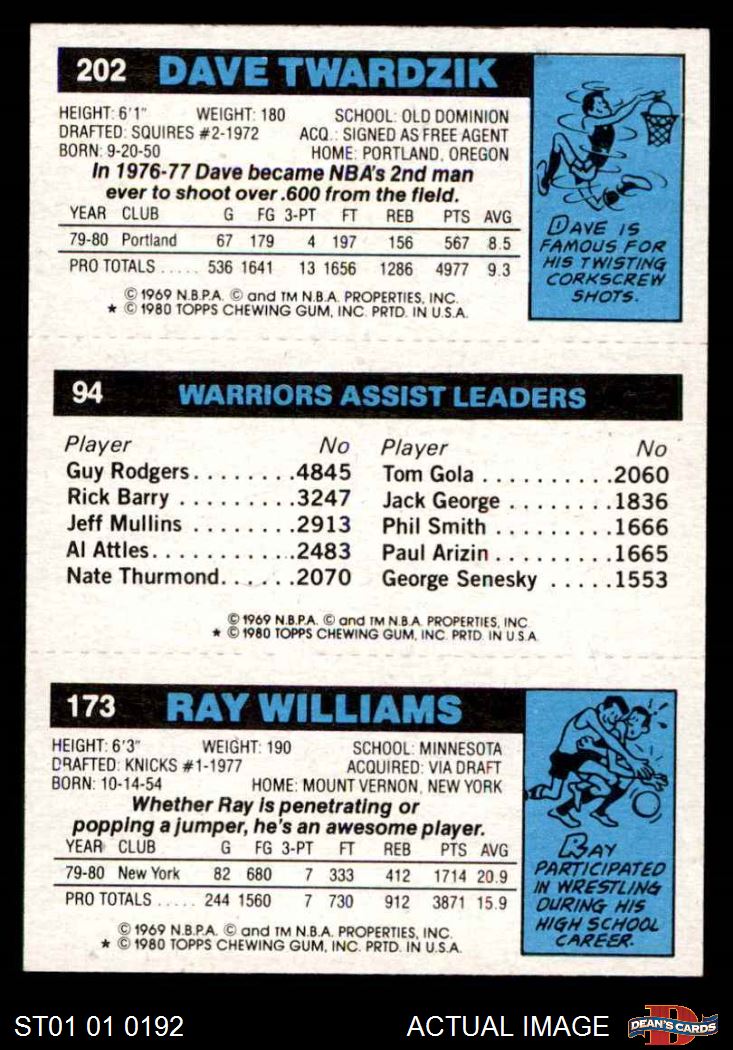 202 DAVE TWARDZIK
HEIGHT: 6'1" WEIGHT: 180 SCHOOL: OLD DOMINION
DRAFTED: SQUIRES #2-1972 ACQ.: SIGNED AS FREE AGENT
BORN: 9-20-50 HOME: PORTLAND, OREGON
In 1976-77 Dave became NBA's 2nd man
ever to shoot over .600 from the field.
YEAR CLUB G FG 3-PT FT REB PTS AVG
79-80 Portland 67 179 4 197 156 567 8.5
PRO TOTALS ..... 536 1641 13 1656 1286 4977 9.3
© 1969 N.B.P.A. © and TM N.B.A. PROPERTIES, INC.
★ © 1980 TOPPS CHEWING GUM, INC. PRTD. IN U.S.A.
DAVE IS
FAMOUS FOR
HIS TWISTING
CORKSCREW
SHOTS.
94 WARRIORS ASSIST LEADERS
Player No Player No
Guy Rodgers........4845 Tom Gola..........2060
Rick Barry........3247 Jack George.........1836
Jeff Mullins........2913 Phil Smith.........1666
Al Attles...........2483 Paul Arizin.........1665
Nate Thurmond......2070 George Senesky.....1553
© 1969 N.B.P.A. © and TM N.B.A. PROPERTIES, INC.
★ © 1980 TOPPS CHEWING GUM, INC. PRTD. IN U.S.A.
173 RAY WILLIAMS
HEIGHT: 6'3" WEIGHT: 190 SCHOOL: MINNESOTA
DRAFTED: KNICKS #1-1977 ACQUIRED: VIA DRAFT
BORN: 10-14-54 HOME: MOUNT VERNON, NEW YORK
Whether Ray is penetrating or
popping a jumper, he's an awesome player.
YEAR CLUB G FG 3-PT FT REB PTS AVG
79-80 New York 82 680 7 333 412 1714 20.9
PRO TOTALS ..... 244 1560 7 730 912 3871 15.9
© 1969 N.B.P.A. © and TM N.B.A. PROPERTIES, INC.
★ © 1980 TOPPS CHEWING GUM, INC. PRTD. IN U.S.A.
RAY
PARTICIPATED
IN WRESTLING
DURING HIS
HIGH SCHOOL
CAREER.
ST01 01 0192 ACTUAL IMAGE D DEAN'S CARDS